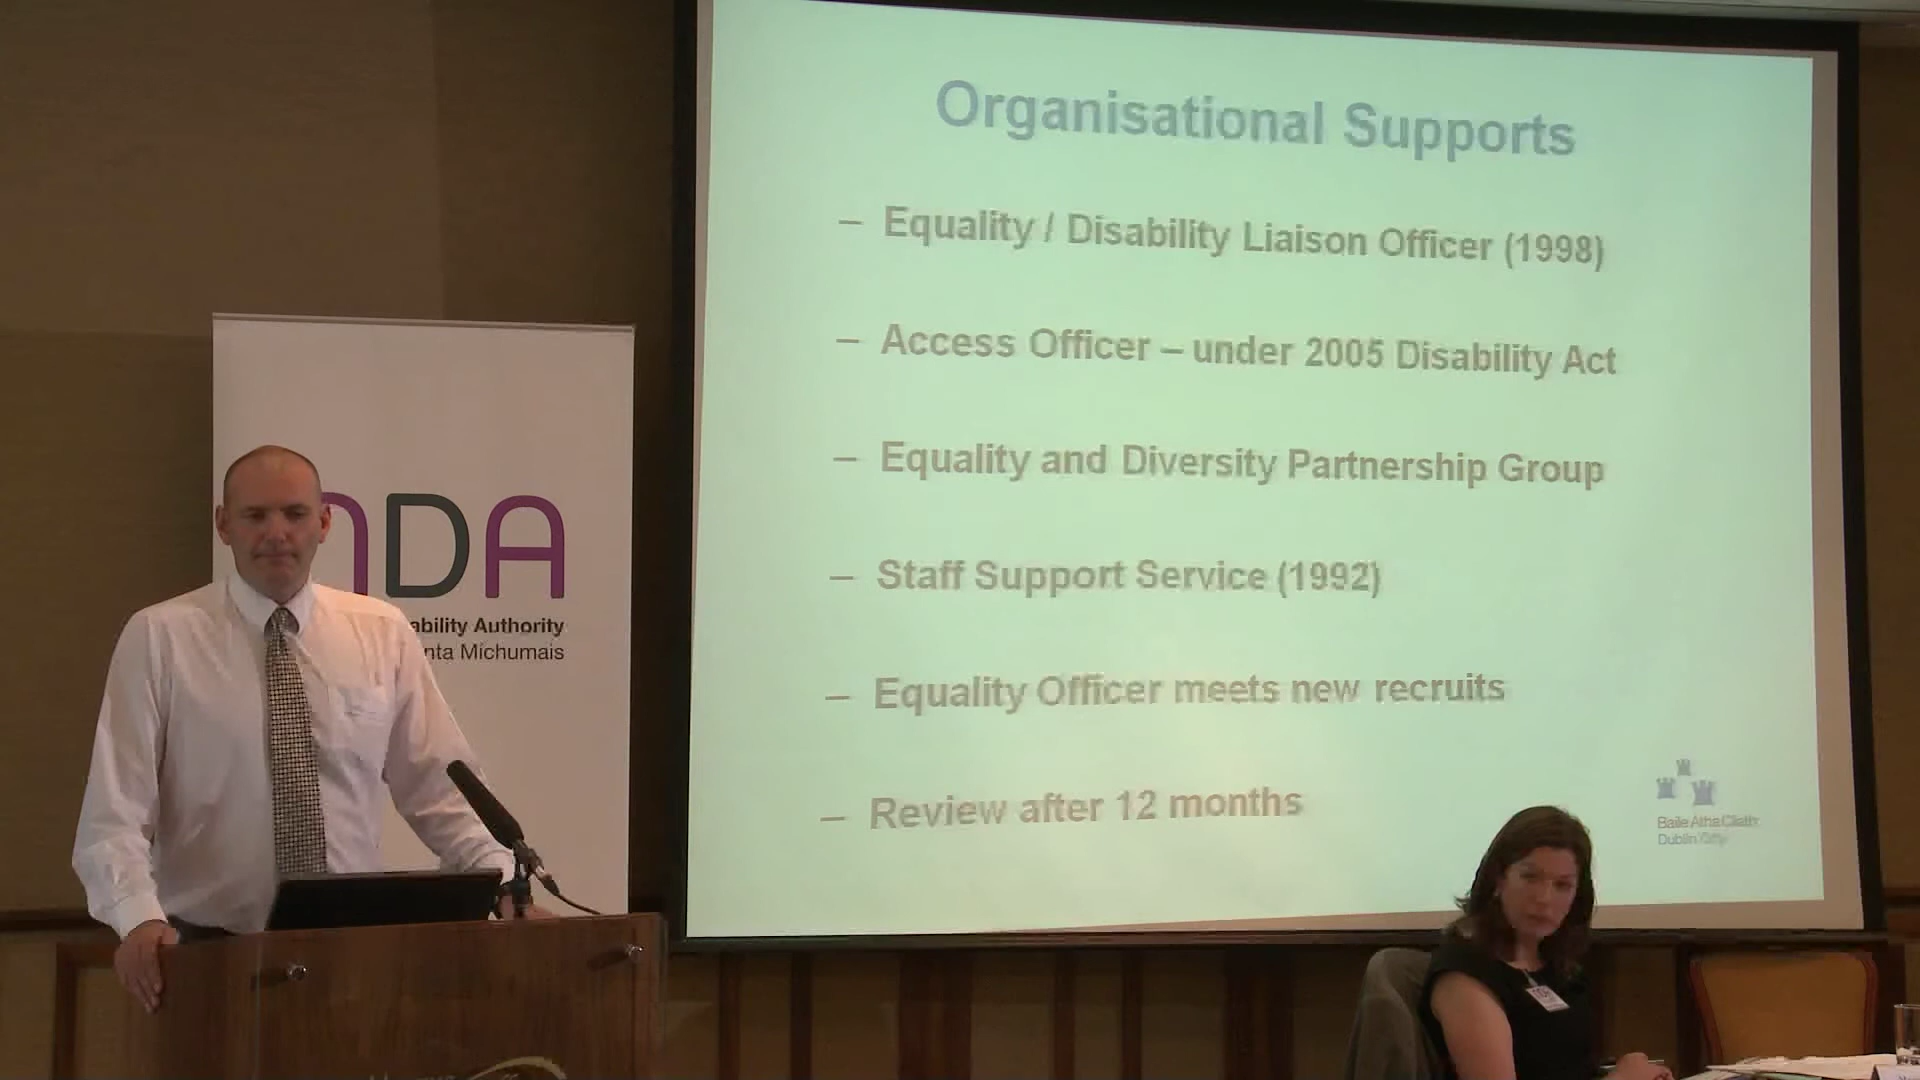 Organisational Supports
– Equality / Disability Liaison Officer (1998)
– Access Officer – under 2005 Disability Act
– Equality and Diversity Partnership Group
– Staff Support Service (1992)
– Equality Officer meets new recruits
– Review after 12 months
Baile Átha Cliath
Dublin City
NDA
ability Authority
nta Míchumais